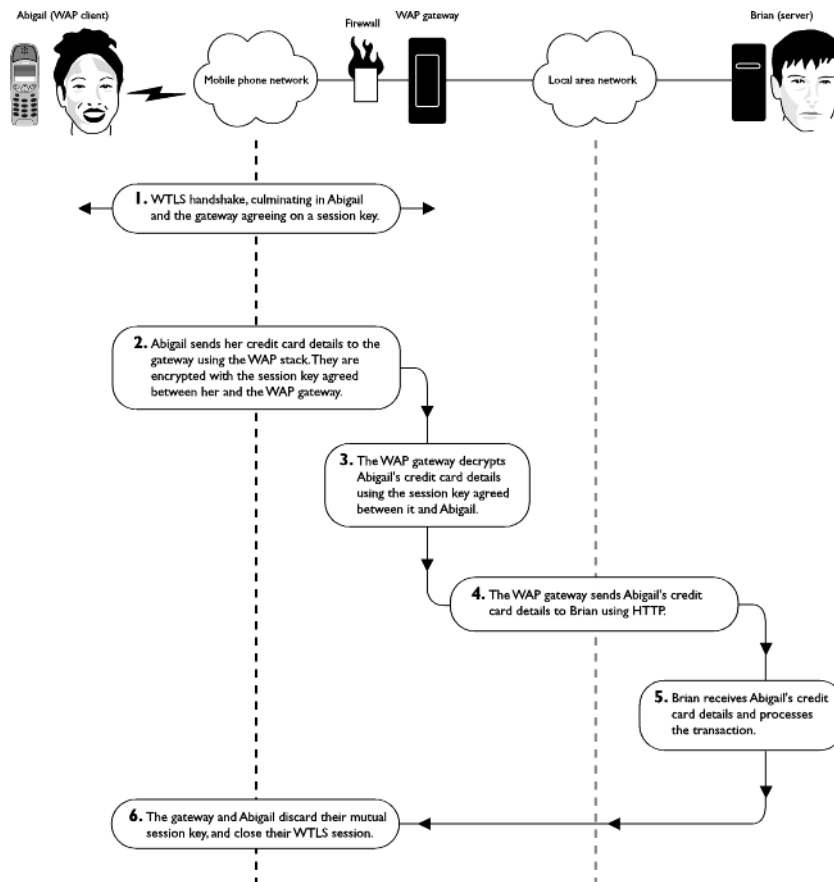 Abigail (WAP client)
Firewall
WAP gateway
Brian (server)
Mobile phone network
Local area network
1. WTLS handshake, culminating in Abigail
and the gateway agreeing on a session key.
2. Abigail sends her credit card details to the
gateway using the WAP stack. They are
encrypted with the session key agreed
between her and the WAP gateway.
3. The WAP gateway decrypts
Abigail's credit card details
using the session key agreed
between it and Abigail.
4. The WAP gateway sends Abigail's credit
card details to Brian using HTTP.
5. Brian receives Abigail's credit
card details and processes
the transaction.
6. The gateway and Abigail discard their mutual
session key, and close their WTLS session.